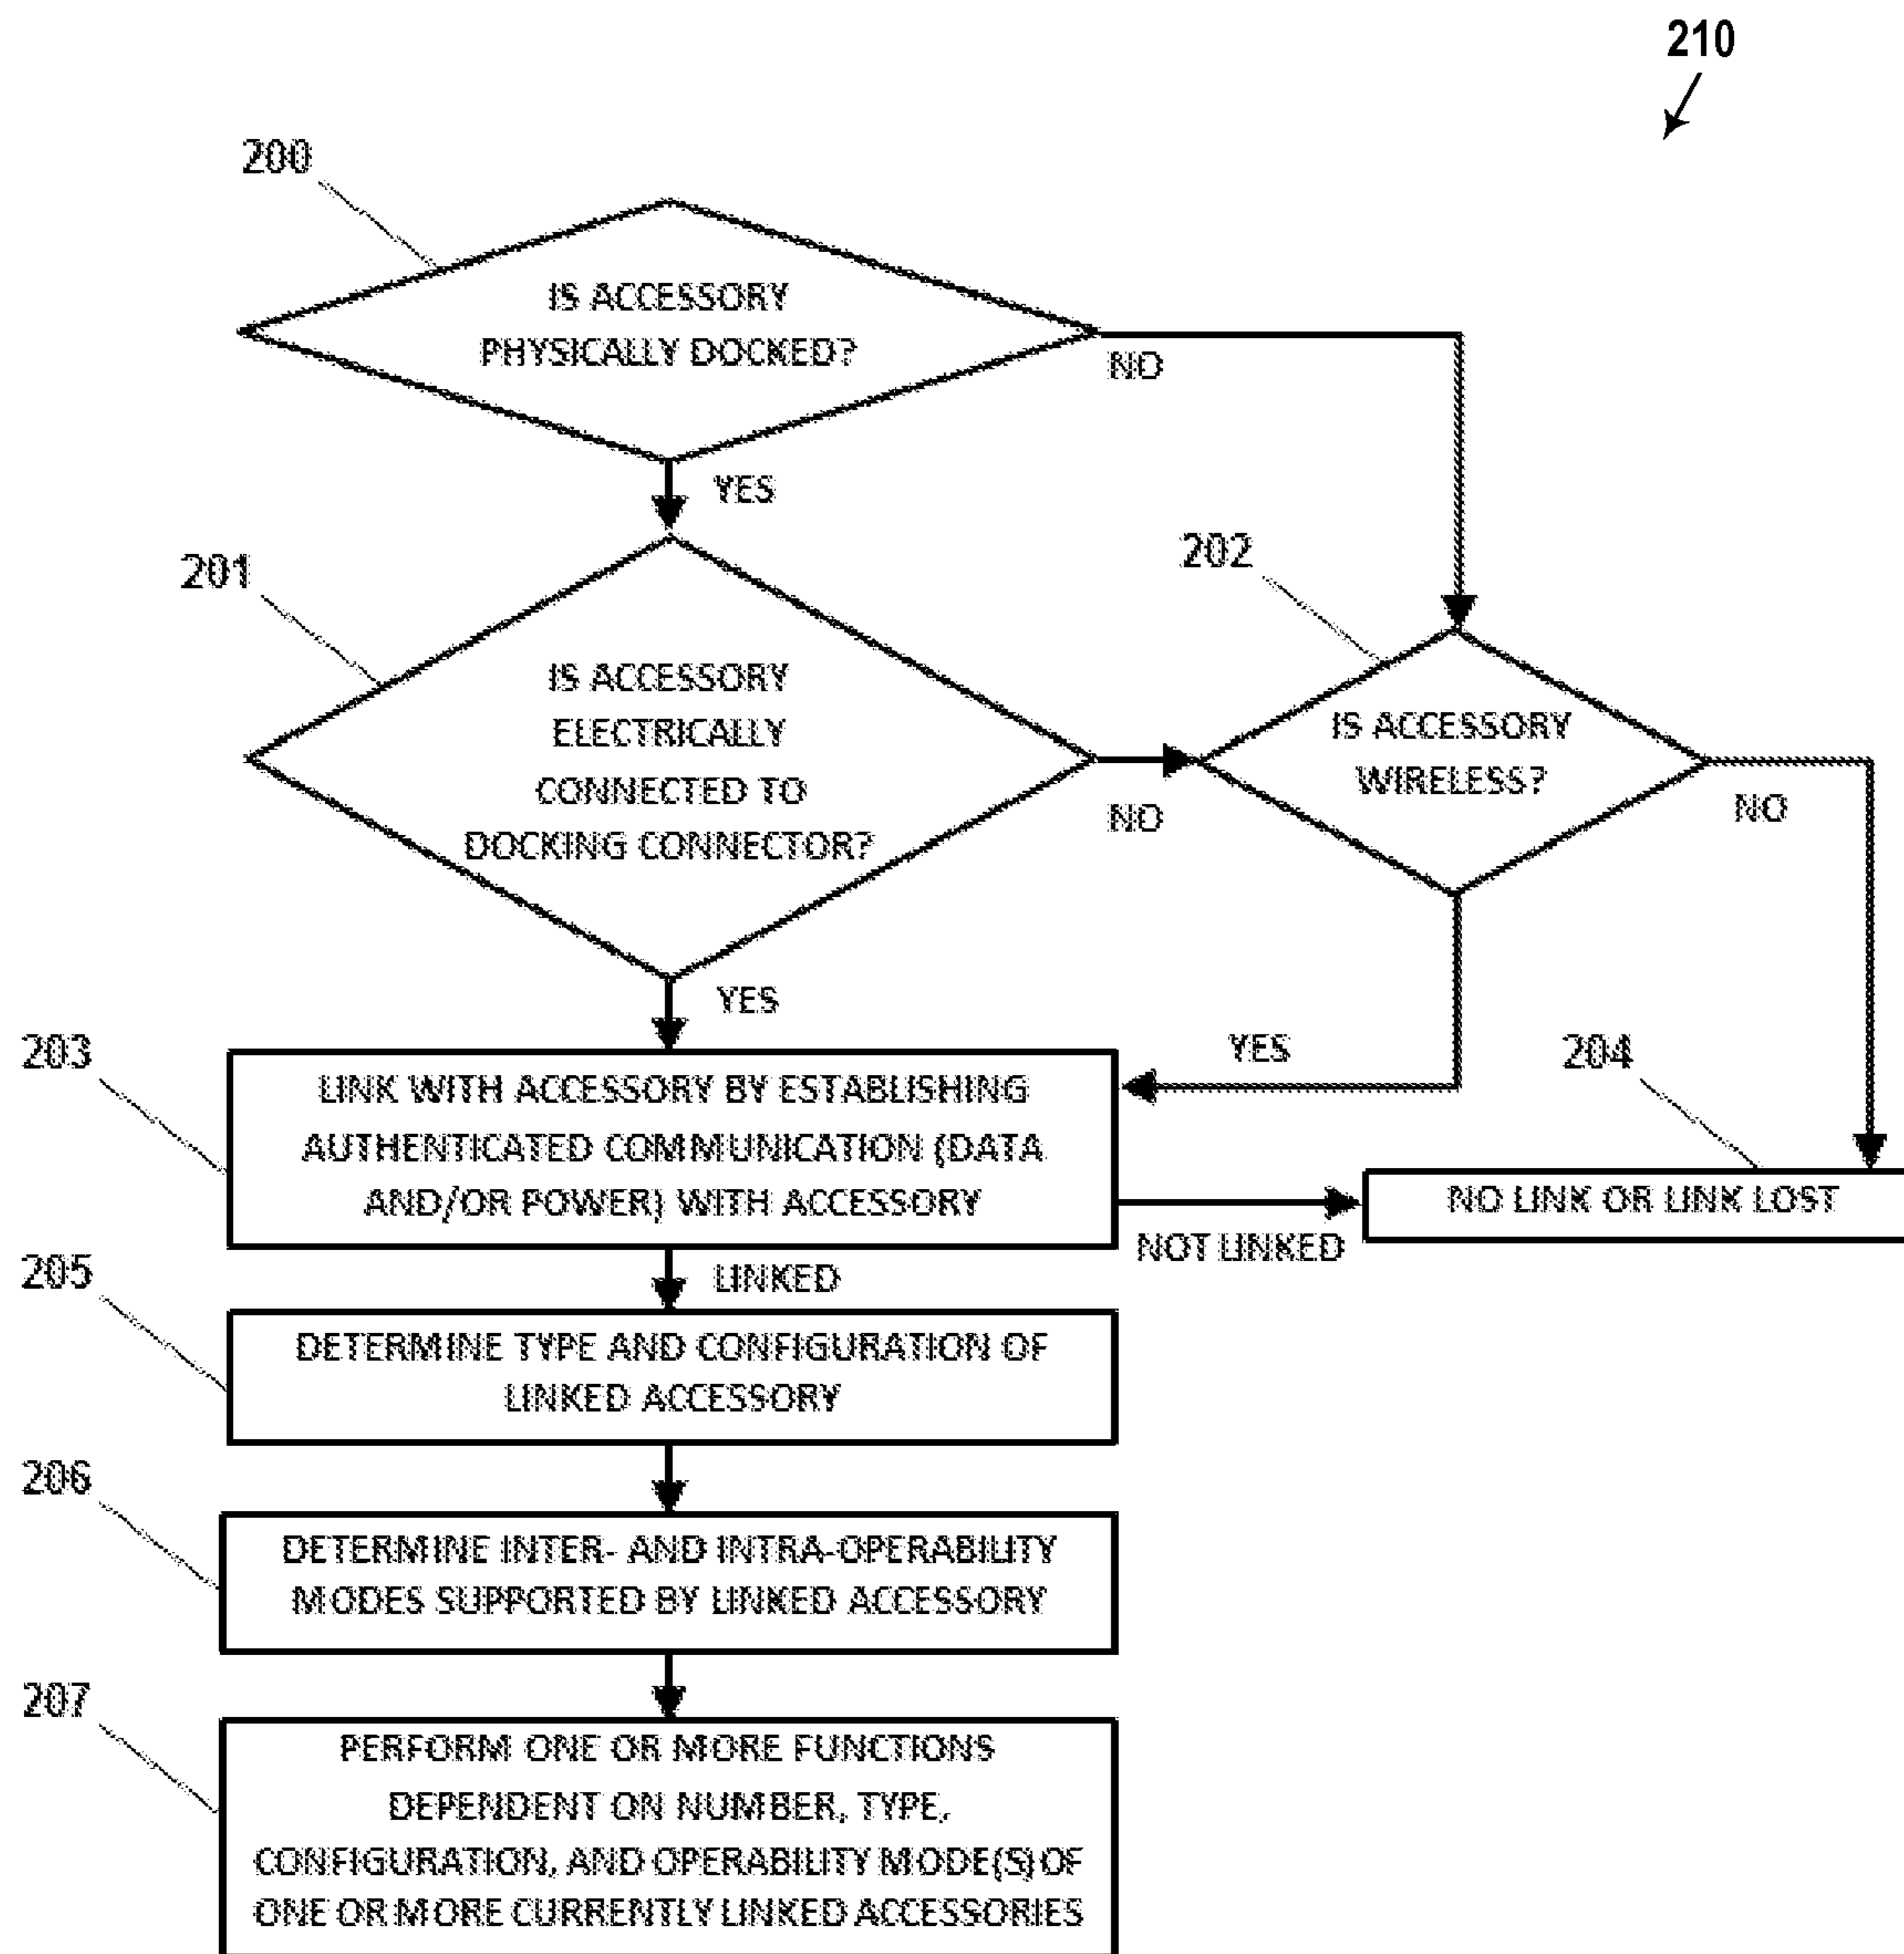 210
200
IS ACCESSORY
PHYSICALLY DOCKED?
NO
YES
201
IS ACCESSORY
ELECTRICALLY
CONNECTED TO
DOCKING CONNECTOR?
NO
202
IS ACCESSORY
WIRELESS?
NO
YES
YES
203
LINK WITH ACCESSORY BY ESTABLISHING
AUTHENTICATED COMMUNICATION (DATA
AND/OR POWER) WITH ACCESSORY
204
NO LINK OR LINK LOST
NOT LINKED
LINKED
205
DETERMINE TYPE AND CONFIGURATION OF
LINKED ACCESSORY
206
DETERMINE INTER- AND INTRA-OPERABILITY
MODES SUPPORTED BY LINKED ACCESSORY
207
PERFORM ONE OR MORE FUNCTIONS
DEPENDENT ON NUMBER, TYPE,
CONFIGURATION, AND OPERABILITY MODE(S) OF
ONE OR MORE CURRENTLY LINKED ACCESSORIES